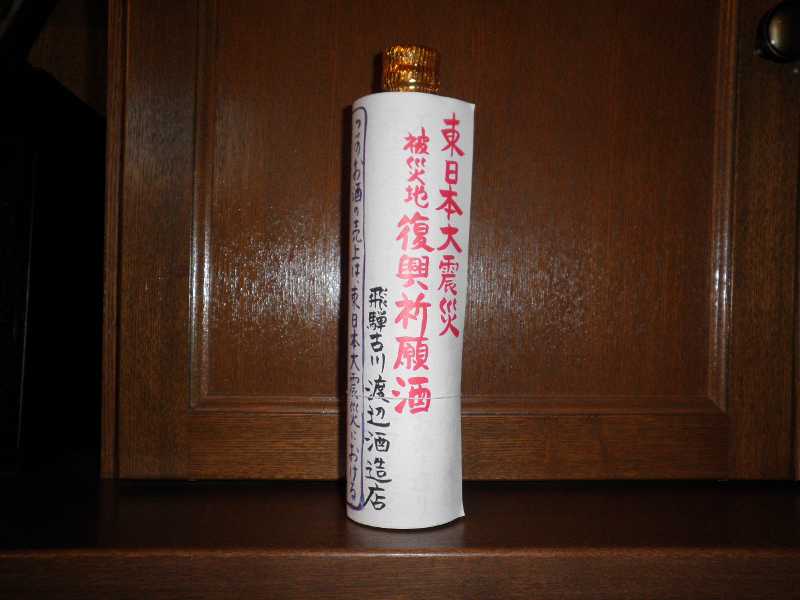 東日本大震災
被災地復興祈願酒
飛騨古川渡辺酒造店
このお酒の売上は、東日本大震災における